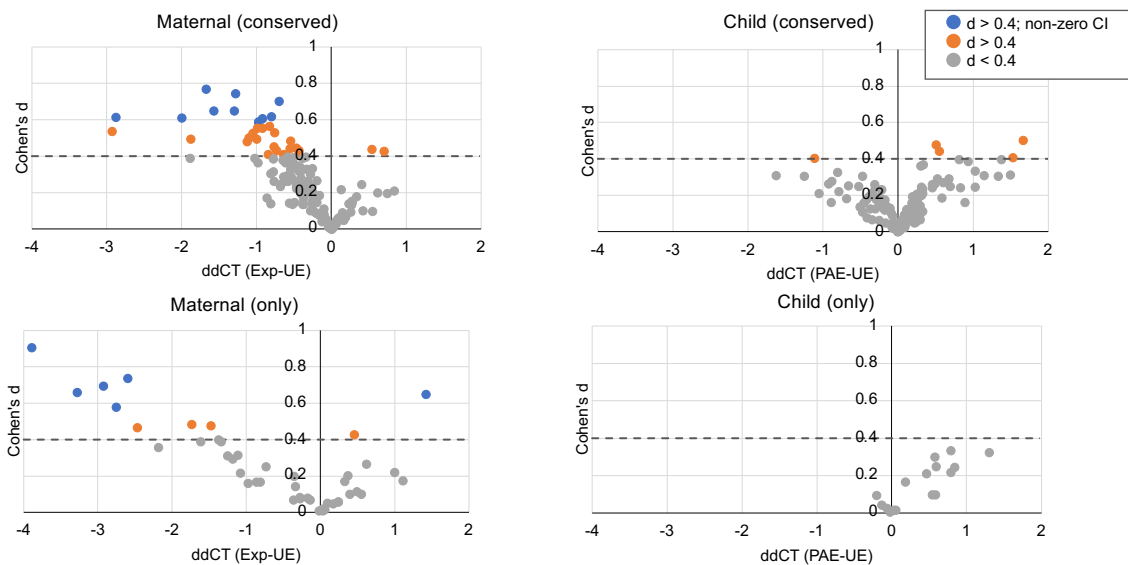 Maternal (conserved)
Cohen's d
1
0.8
0.6
0.4
0.2
0
-4 -3 -2 -1 0 1 2
ddCT (Exp-UE)
Child (conserved)
1
0.8
0.6
0.4
0.2
0
-4 -3 -2 -1 0 1 2
ddCT (PAE-UE)
d > 0.4; non-zero CI
d > 0.4
d < 0.4
Maternal (only)
Cohen's d
1
0.8
0.6
0.4
0.2
0
-4 -3 -2 -1 0 1 2
ddCT (Exp-UE)
Child (only)
Cohen's d
1
0.8
0.6
0.4
0.2
0
-4 -3 -2 -1 0 1 2
ddCT (PAE-UE)